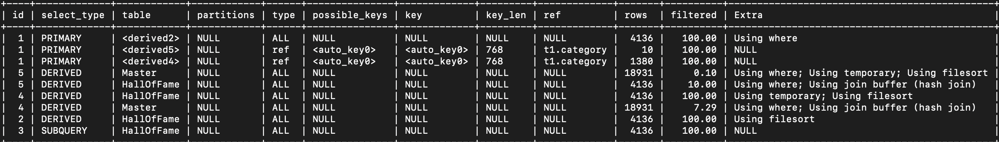 +----+-------------+------------+------------+------+---------------+-------------+---------+-------------+-------+----------+----------------------------------------------+
| id | select_type | table      | partitions | type | possible_keys | key         | key_len | ref         | rows  | filtered | Extra                                        |
+----+-------------+------------+------------+------+---------------+-------------+---------+-------------+-------+----------+----------------------------------------------+
|  1 | PRIMARY     | <derived2> | NULL       | ALL  | NULL          | NULL        | NULL    | NULL        |  4136 |   100.00 | Using where                                  |
|  1 | PRIMARY     | <derived5> | NULL       | ref  | <auto_key0>   | <auto_key0> | 768     | t1.category |    10 |   100.00 | NULL                                         |
|  1 | PRIMARY     | <derived4> | NULL       | ref  | <auto_key0>   | <auto_key0> | 768     | t1.category |  1380 |   100.00 | NULL                                         |
|  5 | DERIVED     | Master     | NULL       | ALL  | NULL          | NULL        | NULL    | NULL        | 18931 |     0.10 | Using where; Using temporary; Using filesort |
|  5 | DERIVED     | HallOfFame | NULL       | ALL  | NULL          | NULL        | NULL    | NULL        |  4136 |    10.00 | Using where; Using join buffer (hash join)   |
|  4 | DERIVED     | HallOfFame | NULL       | ALL  | NULL          | NULL        | NULL    | NULL        |  4136 |   100.00 | Using temporary; Using filesort              |
|  4 | DERIVED     | Master     | NULL       | ALL  | NULL          | NULL        | NULL    | NULL        | 18931 |     7.29 | Using where; Using join buffer (hash join)   |
|  2 | DERIVED     | HallOfFame | NULL       | ALL  | NULL          | NULL        | NULL    | NULL        |  4136 |   100.00 | Using filesort                               |
|  3 | SUBQUERY    | HallOfFame | NULL       | ALL  | NULL          | NULL        | NULL    | NULL        |  4136 |   100.00 | NULL                                         |
+----+-------------+------------+------------+------+---------------+-------------+---------+-------------+-------+----------+----------------------------------------------+